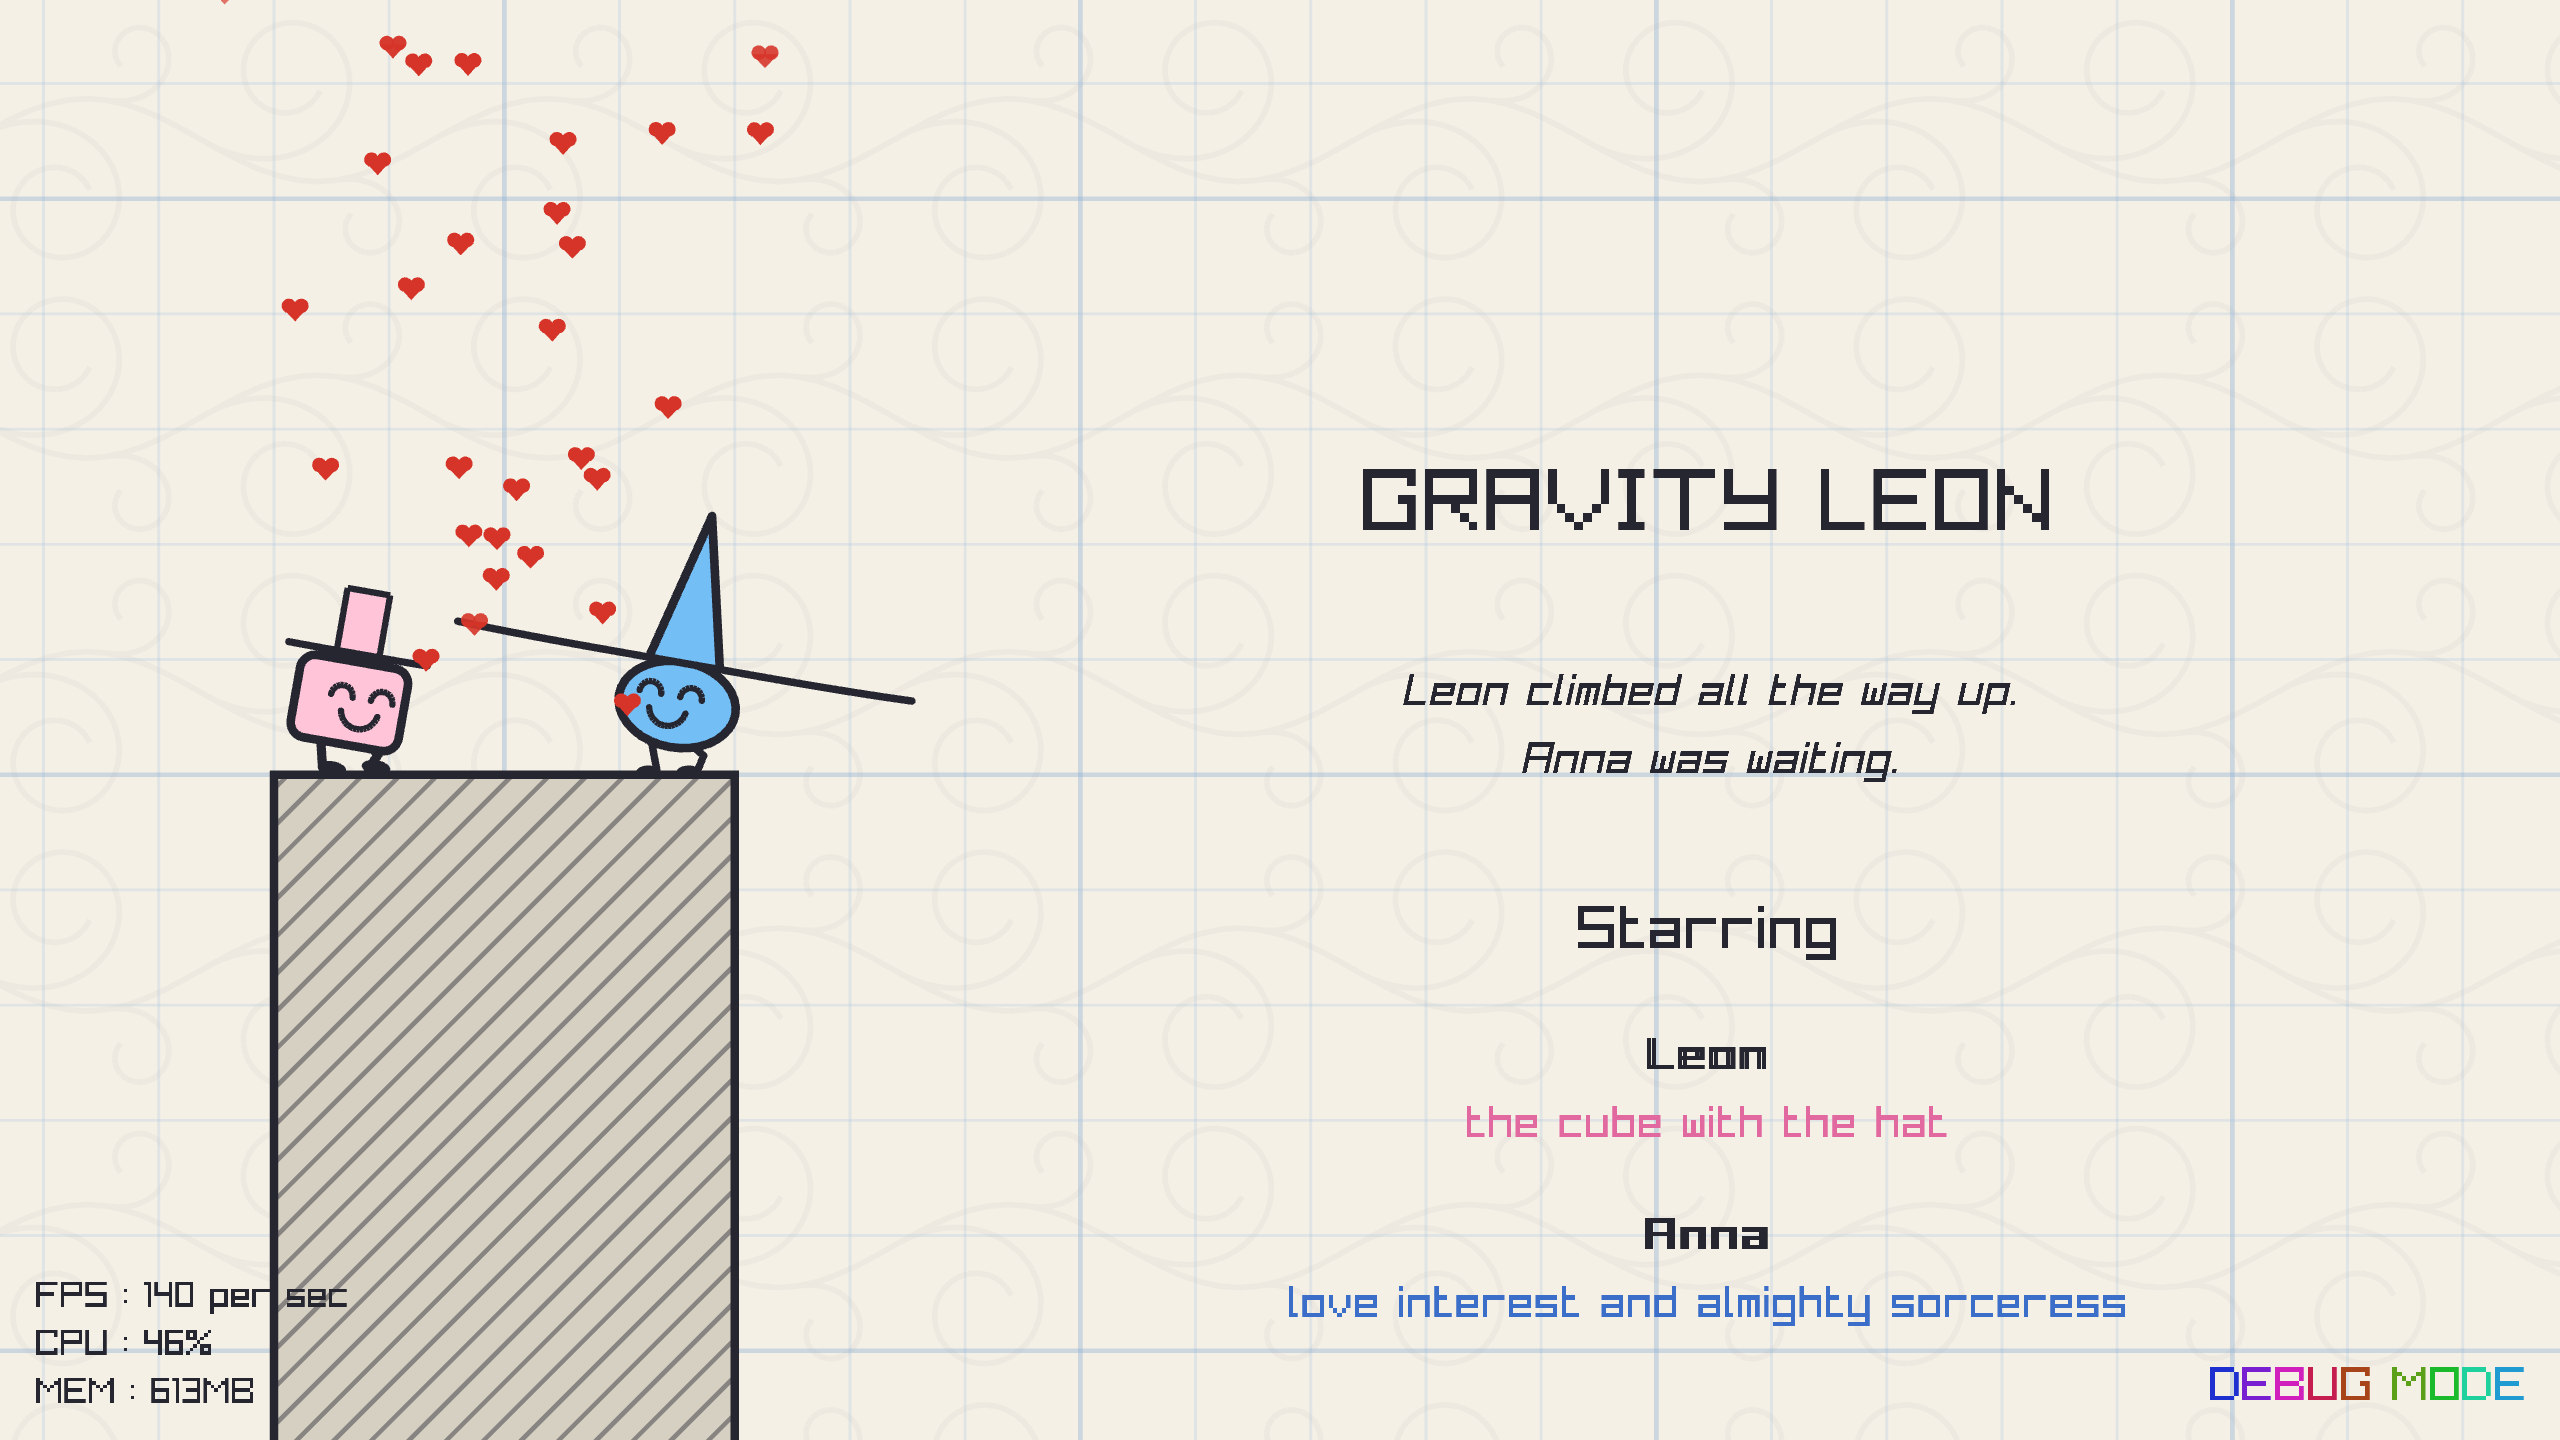 GRAVITY LEON
Leon climbed all the way up.
Anna was waiting.
Starring
Leon
the cube with the hat
Anna
love interest and almighty sorceress
FPS : 140 per sec
CPU : 46%
MEM : 613MB
DEBUG MODE